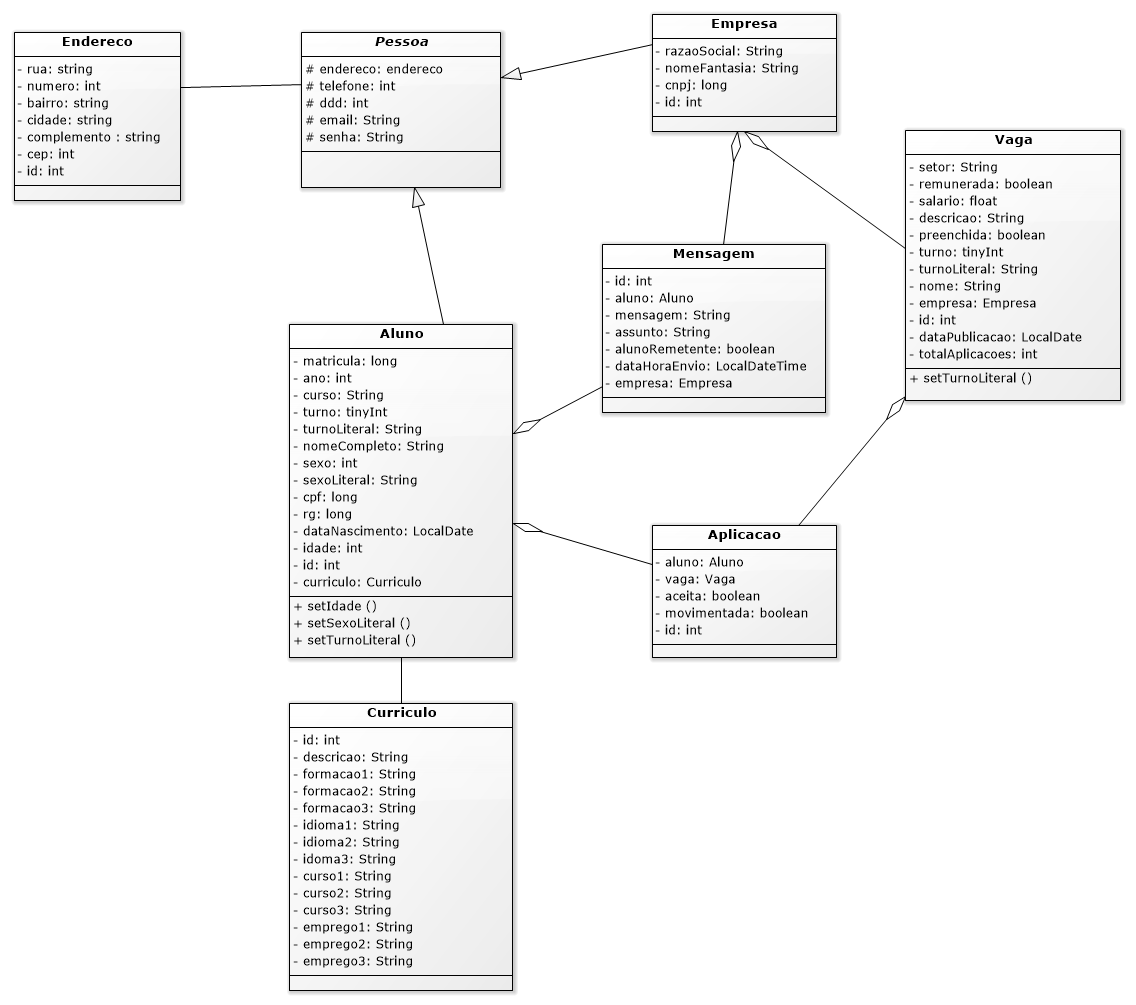 Endereco
- rua: string
- numero: int
- bairro: string
- cidade: string
- complemento : string
- cep: int
- id: int
Pessoa
# endereco: endereco
# telefone: int
# ddd: int
# email: String
# senha: String
Empresa
- razaoSocial: String
- nomeFantasia: String
- cnpj: long
- id: int
Vaga
- setor: String
- remunerada: boolean
- salario: float
- descricao: String
- preenchida: boolean
- turno: tinyInt
- turnoLiteral: String
- nome: String
- empresa: Empresa
- id: int
- dataPublicacao: LocalDate
- totalAplicacoes: int
+ setTurnoLiteral ()
Mensagem
- id: int
- aluno: Aluno
- mensagem: String
- assunto: String
- alunoRemetente: boolean
- dataHoraEnvio: LocalDateTime
- empresa: Empresa
Aluno
- matricula: long
- ano: int
- curso: String
- turno: tinyInt
- turnoLiteral: String
- nomeCompleto: String
- sexo: int
- sexoLiteral: String
- cpf: long
- rg: long
- dataNascimento: LocalDate
- idade: int
- id: int
- curriculo: Curriculo
+ setIdade ()
+ setSexoLiteral ()
+ setTurnoLiteral ()
Aplicacao
- aluno: Aluno
- vaga: Vaga
- aceita: boolean
- movimentada: boolean
- id: int
Curriculo
- id: int
- descricao: String
- formacao1: String
- formacao2: String
- formacao3: String
- idioma1: String
- idioma2: String
- idoma3: String
- curso1: String
- curso2: String
- curso3: String
- emprego1: String
- emprego2: String
- emprego3: String